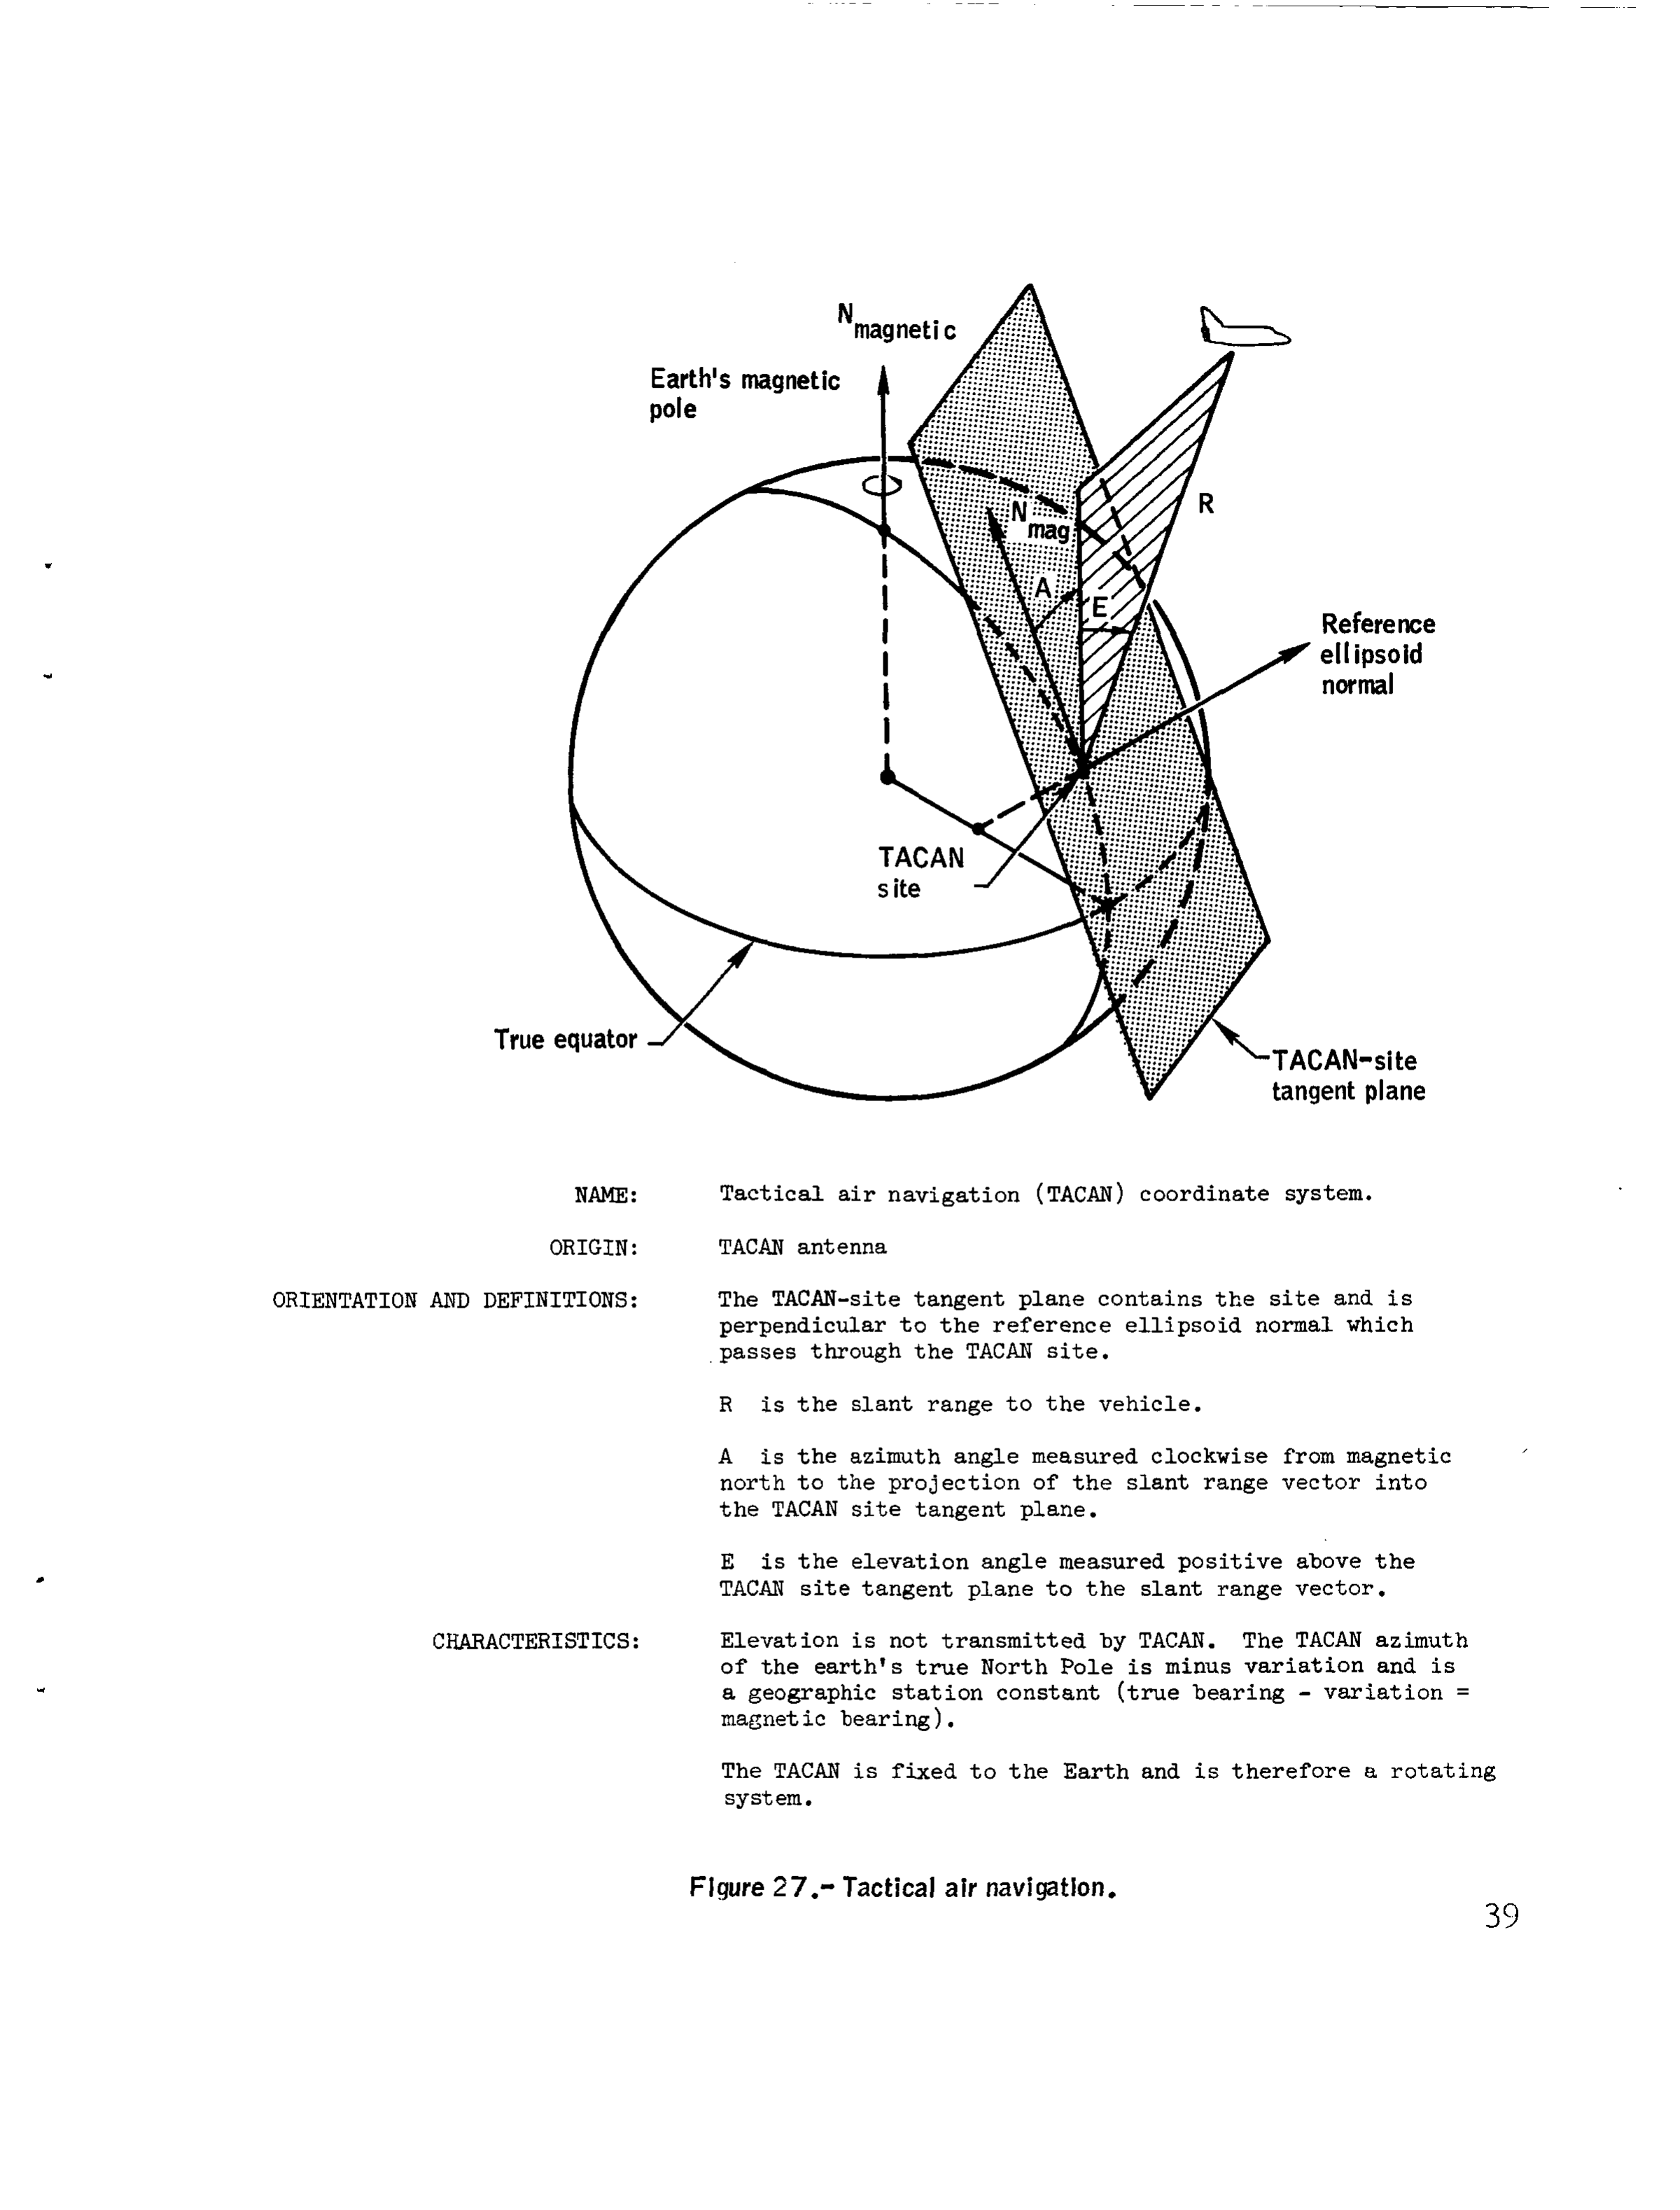 N
magnetic
Earth's magnetic
pole
N
mag
R
A
E
Reference
ellipsoid
normal
TACAN
site
True equator
TACAN-site
tangent plane
NAME: Tactical air navigation (TACAN) coordinate system.
ORIGIN: TACAN antenna
ORIENTATION AND DEFINITIONS: The TACAN-site tangent plane contains the site and is
perpendicular to the reference ellipsoid normal which
passes through the TACAN site.
R is the slant range to the vehicle.
A is the azimuth angle measured clockwise from magnetic
north to the projection of the slant range vector into
the TACAN site tangent plane.
E is the elevation angle measured positive above the
TACAN site tangent plane to the slant range vector.
CHARACTERISTICS: Elevation is not transmitted by TACAN. The TACAN azimuth
of the earth's true North Pole is minus variation and is
a geographic station constant (true bearing - variation =
magnetic bearing).
The TACAN is fixed to the Earth and is therefore a rotating
system.
Figure 27.- Tactical air navigation.
39